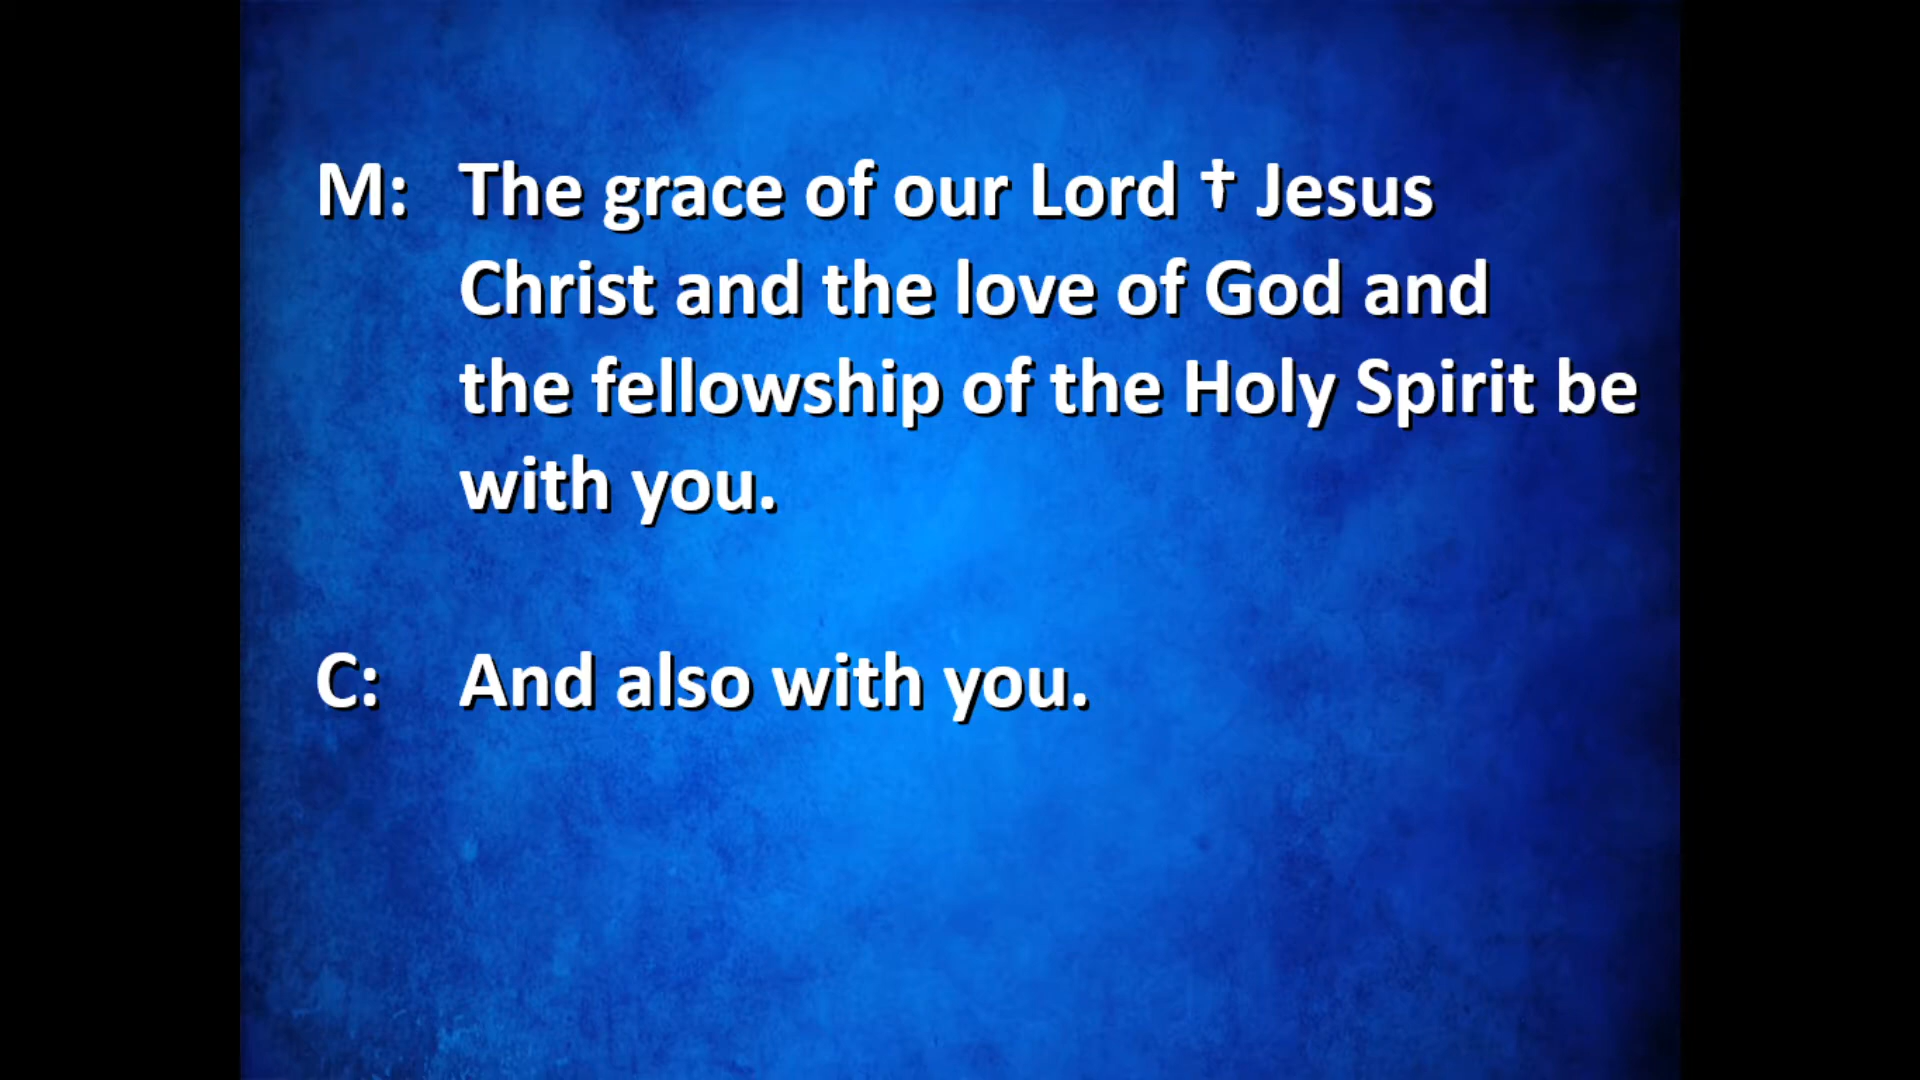 M: The grace of our Lord † Jesus
Christ and the love of God and
the fellowship of the Holy Spirit be
with you.
C: And also with you.